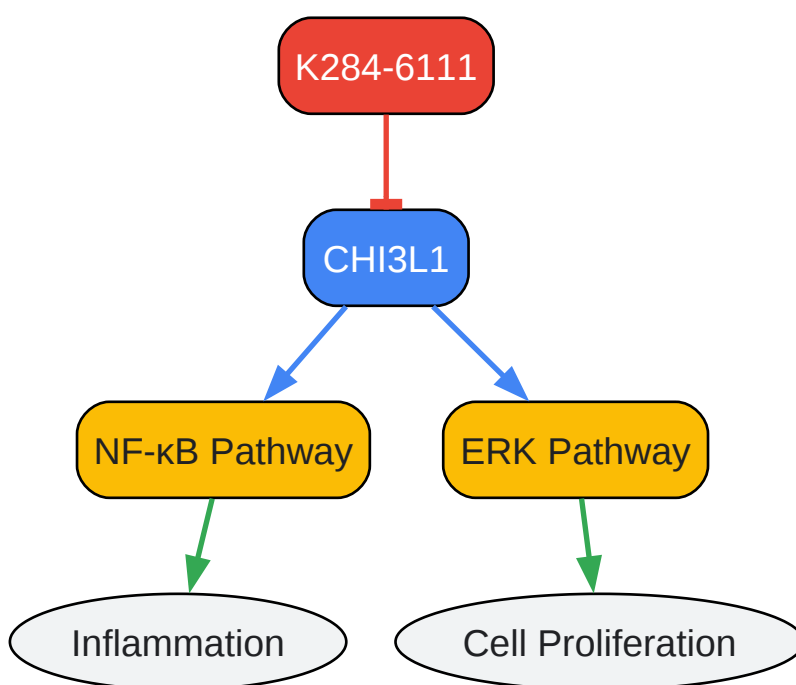 K284-6111
CHI3L1
NF-κB Pathway
ERK Pathway
Inflammation
Cell Proliferation